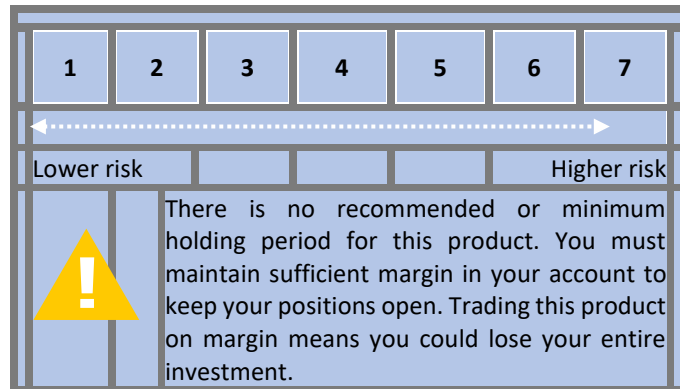 1 2 3 4 5 6 7
Lower risk Higher risk
!
There is no recommended or minimum
holding period for this product. You must
maintain sufficient margin in your account to
keep your positions open. Trading this product
on margin means you could lose your entire
investment.